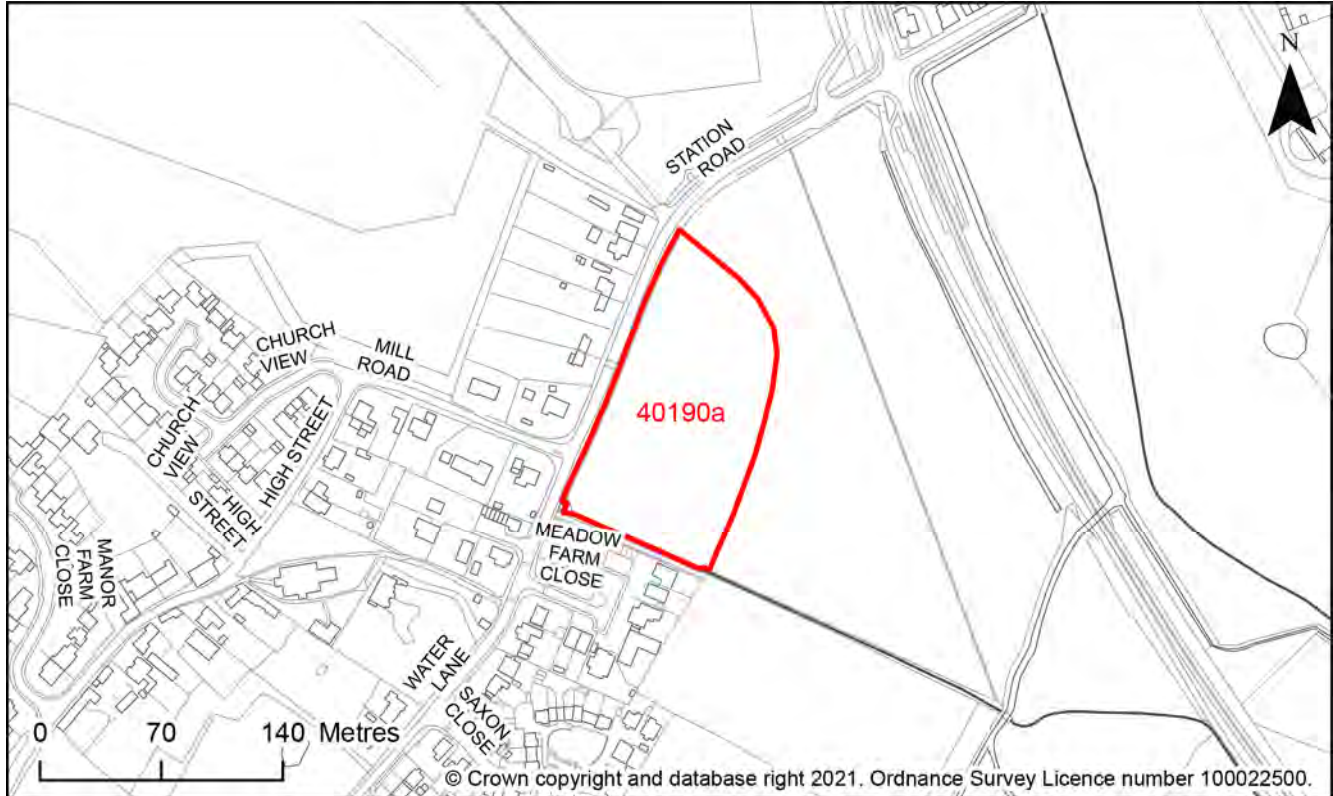 N
STATION
ROAD
CHURCH
VIEW
MILL
ROAD
40190a
CHURCH
VIEW
HIGH STREET
HIGH
STREET
MANOR
FARM
CLOSE
MEADOW
FARM
CLOSE
WATER
LANE
SAXON
CLOSE
0 70 140 Metres
© Crown copyright and database right 2021. Ordnance Survey Licence number 100022500.